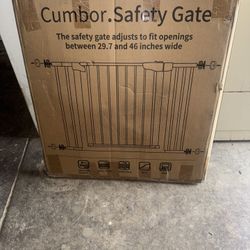 Cumbor.Safety Gate
The safety gate adjusts to fit openings
between 29.7 and 46 inches wide